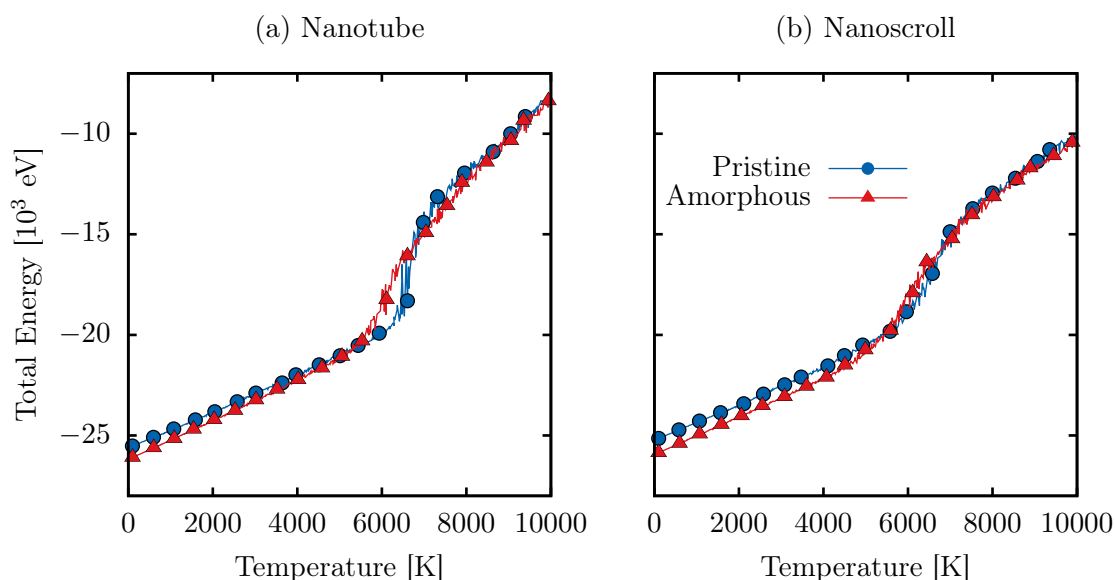 (a) Nanotube
(b) Nanoscroll
Total Energy [10³ eV]
−10
−15
−20
−25
0 2000 4000 6000 8000 10000
Temperature [K]
Pristine
Amorphous
0 2000 4000 6000 8000 10000
Temperature [K]